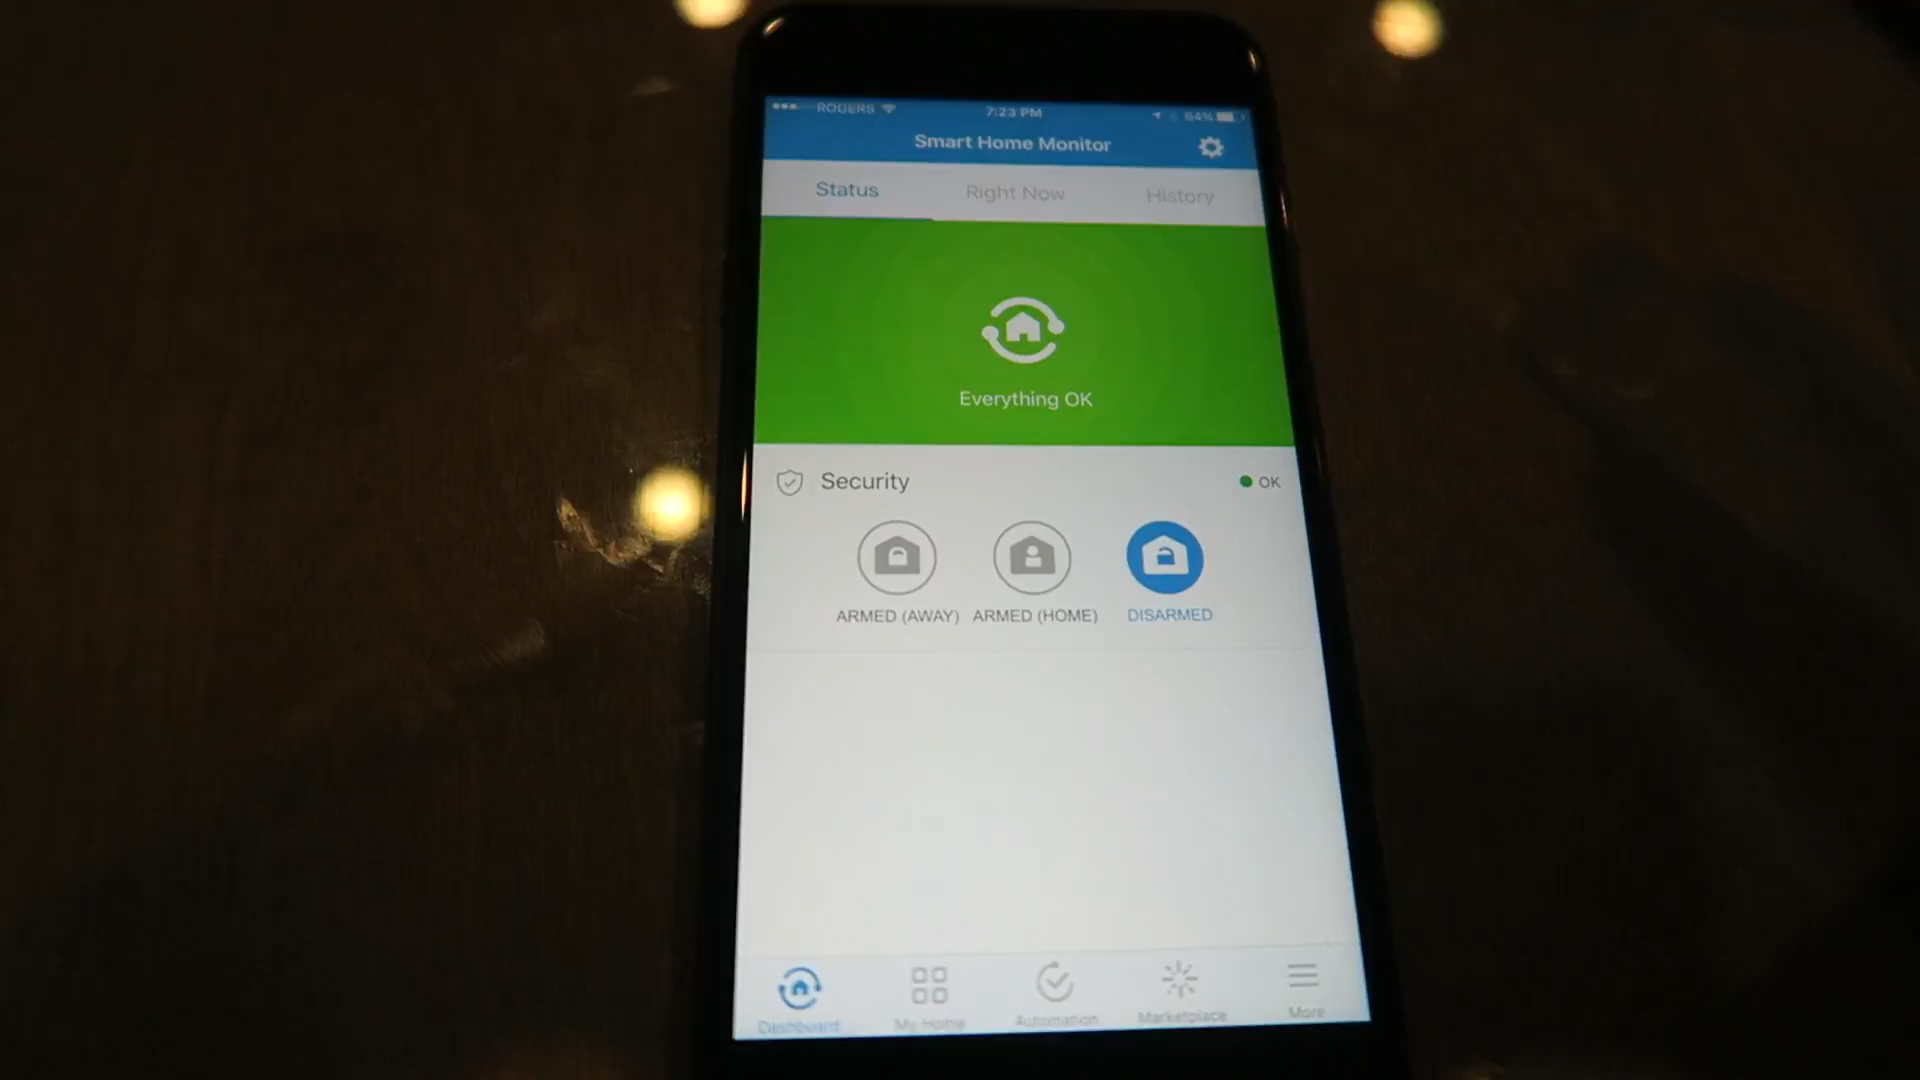 ROGERS 7:23 PM 64%
Smart Home Monitor
Status Right Now History
Everything OK
Security OK
ARMED (AWAY) ARMED (HOME) DISARMED
Dashboard My Home Automation Marketplace More